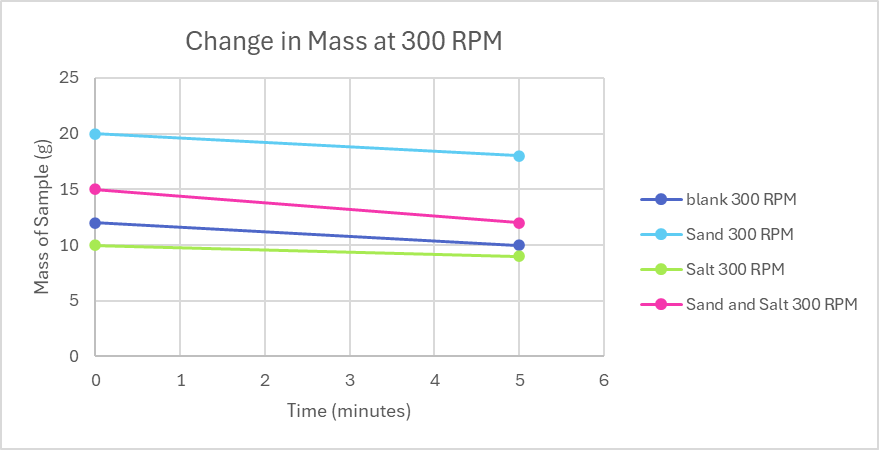 Change in Mass at 300 RPM
25
20
15
10
5
0
Mass of Sample (g)
0 1 2 3 4 5 6
Time (minutes)
blank 300 RPM
Sand 300 RPM
Salt 300 RPM
Sand and Salt 300 RPM